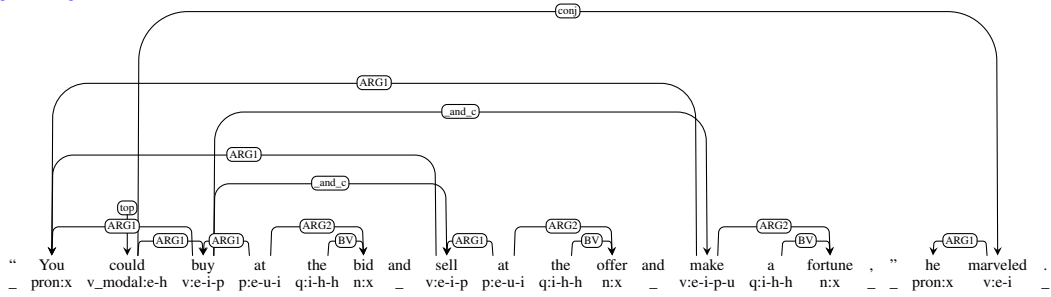 conj
ARG1
_and_c
ARG1
_and_c
top
ARG1 ARG1 ARG1 ARG2 BV ARG1 ARG2 BV ARG2 BV ARG1
“ You could buy at the bid and sell at the offer and make a fortune , ” he marveled .
_ pron:x v_modal:e-h v:e-i-p p:e-u-i q:i-h-h n:x _ v:e-i-p p:e-u-i q:i-h-h n:x _ v:e-i-p-u q:i-h-h n:x _ _ pron:x v:e-i _